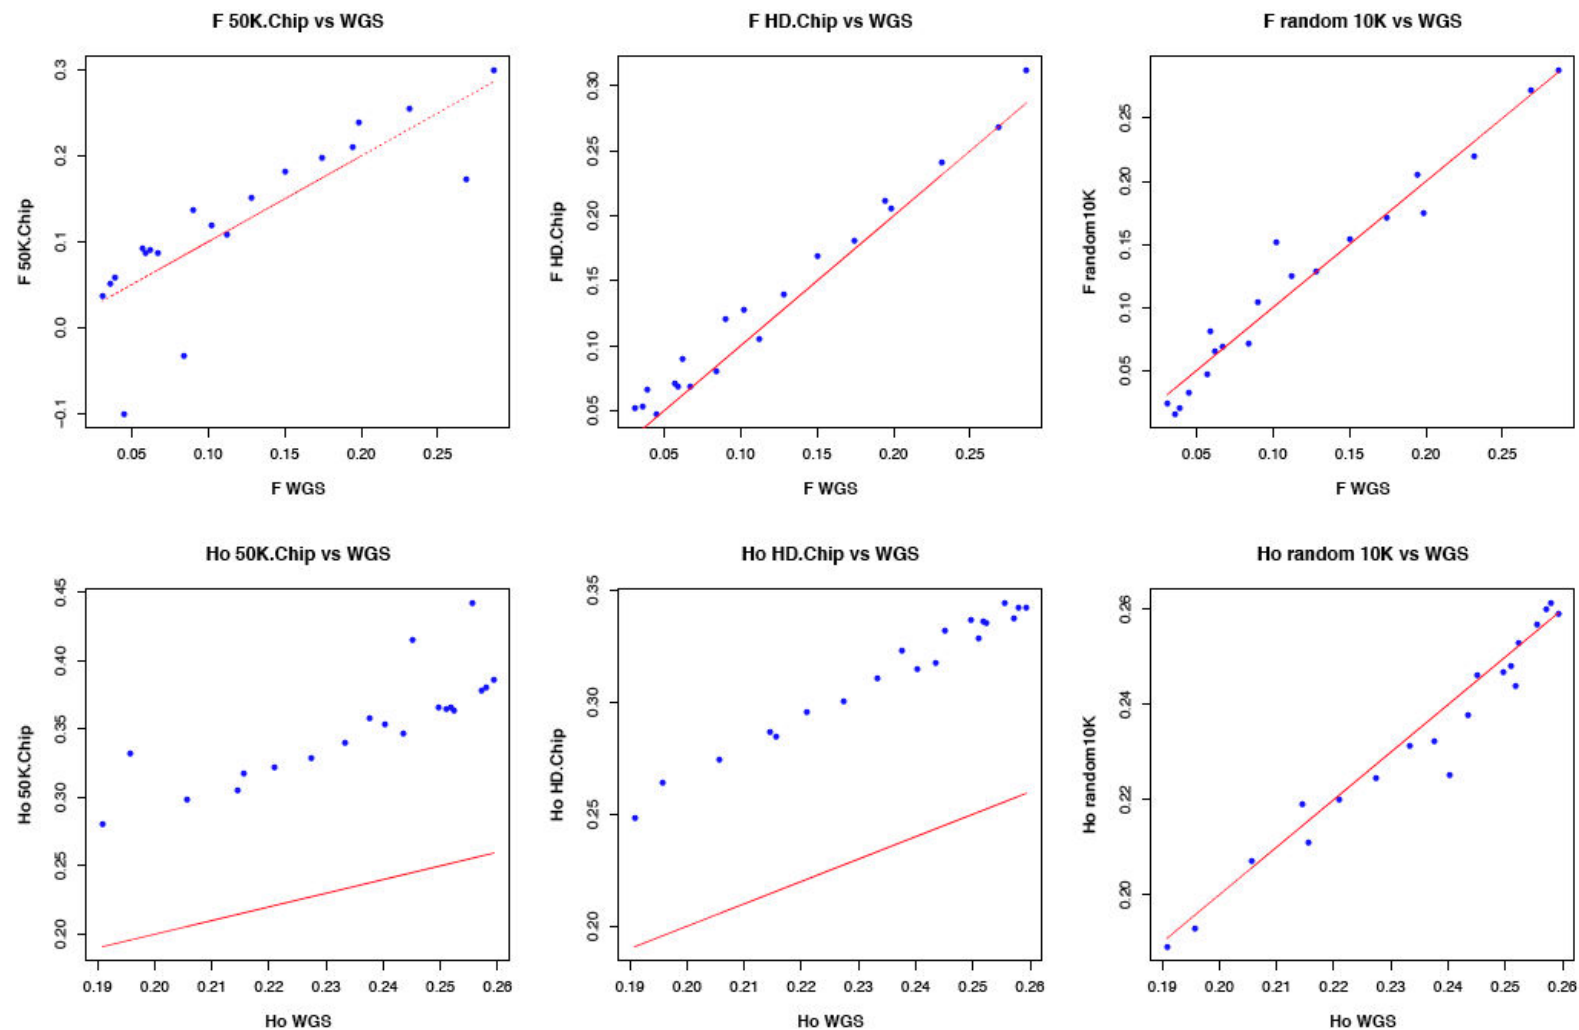 F 50K.Chip vs WGS
F HD.Chip vs WGS
F random 10K vs WGS
F 50K.Chip
0.3
0.2
0.1
0.0
−0.1
0.05 0.10 0.15 0.20 0.25
F WGS
F HD.Chip
0.30
0.25
0.20
0.15
0.10
0.05
0.05 0.10 0.15 0.20 0.25
F WGS
F random10K
0.25
0.20
0.15
0.10
0.05
0.05 0.10 0.15 0.20 0.25
F WGS
Ho 50K.Chip vs WGS
Ho HD.Chip vs WGS
Ho random 10K vs WGS
Ho 50K.Chip
0.45
0.40
0.35
0.30
0.25
0.20
0.19 0.20 0.21 0.22 0.23 0.24 0.25 0.26
Ho WGS
Ho HD.Chip
0.35
0.30
0.25
0.20
0.19 0.20 0.21 0.22 0.23 0.24 0.25 0.26
Ho WGS
Ho random10K
0.26
0.24
0.22
0.20
0.19 0.20 0.21 0.22 0.23 0.24 0.25 0.26
Ho WGS